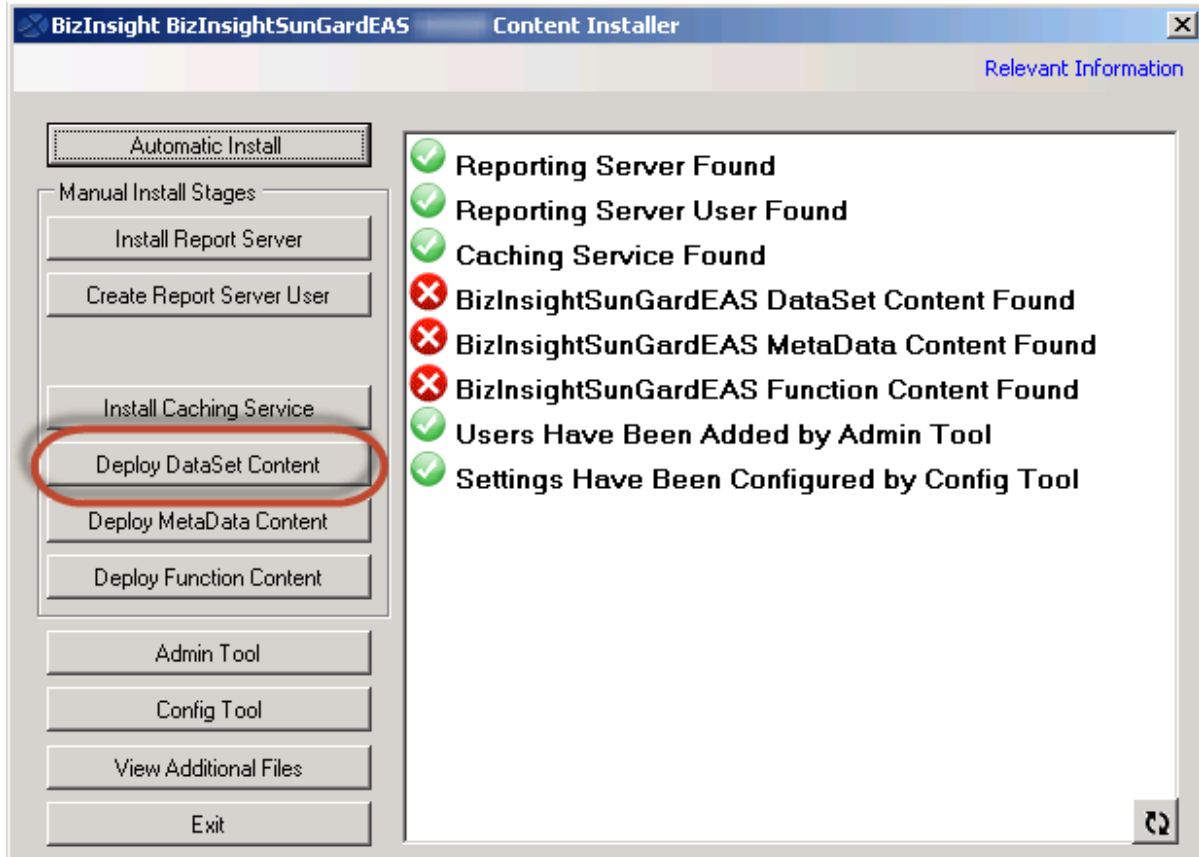 BizInsight BizInsightSunGardEAS Content Installer
Relevant Information
Automatic Install
Manual Install Stages
Install Report Server
Create Report Server User
Install Caching Service
Deploy DataSet Content
Deploy MetaData Content
Deploy Function Content
Admin Tool
Config Tool
View Additional Files
Exit
Reporting Server Found
Reporting Server User Found
Caching Service Found
BizInsightSunGardEAS DataSet Content Found
BizInsightSunGardEAS MetaData Content Found
BizInsightSunGardEAS Function Content Found
Users Have Been Added by Admin Tool
Settings Have Been Configured by Config Tool